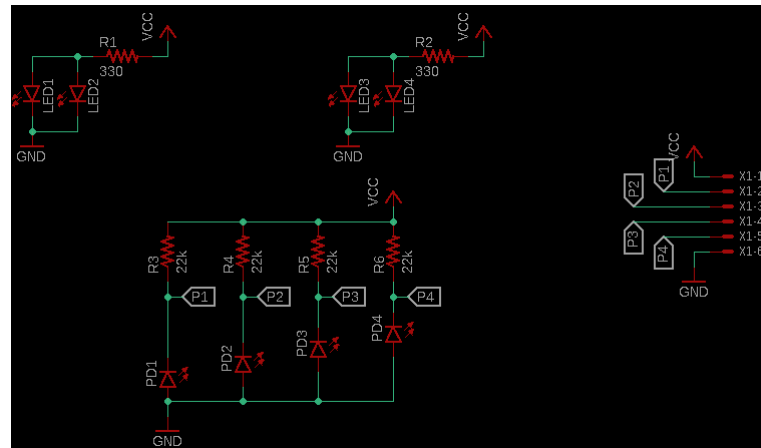 VCC
R1
330
LED1
LED2
GND
VCC
R2
330
LED3
LED4
GND
VCC
R3
22k
R4
22k
R5
22k
R6
22k
P1
P2
P3
P4
PD1
PD2
PD3
PD4
GND
VCC
P1
P2
P3
P4
X1-1
X1-2
X1-3
X1-4
X1-5
X1-6
GND